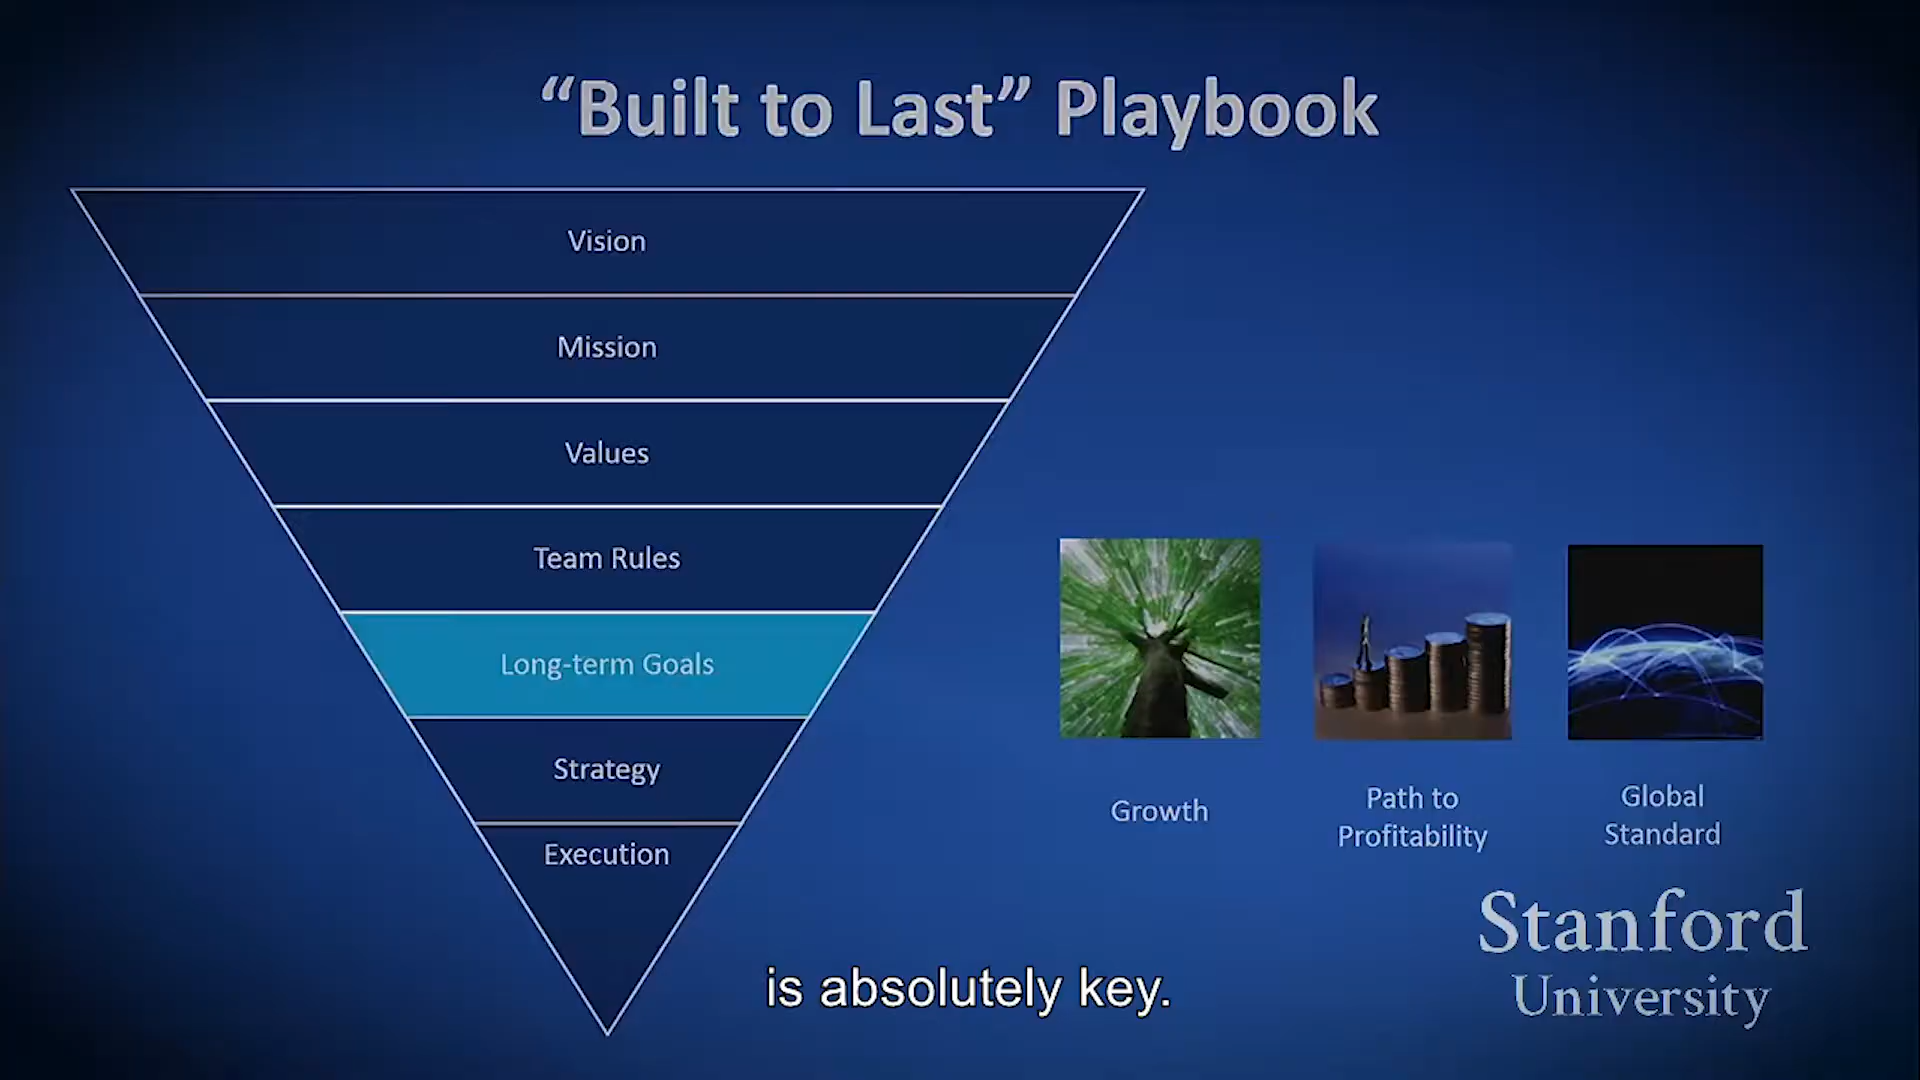 “Built to Last” Playbook
Vision
Mission
Values
Team Rules
Long-term Goals
Strategy
Execution
Growth
Path to
Profitability
Global
Standard
Stanford
University
is absolutely key.